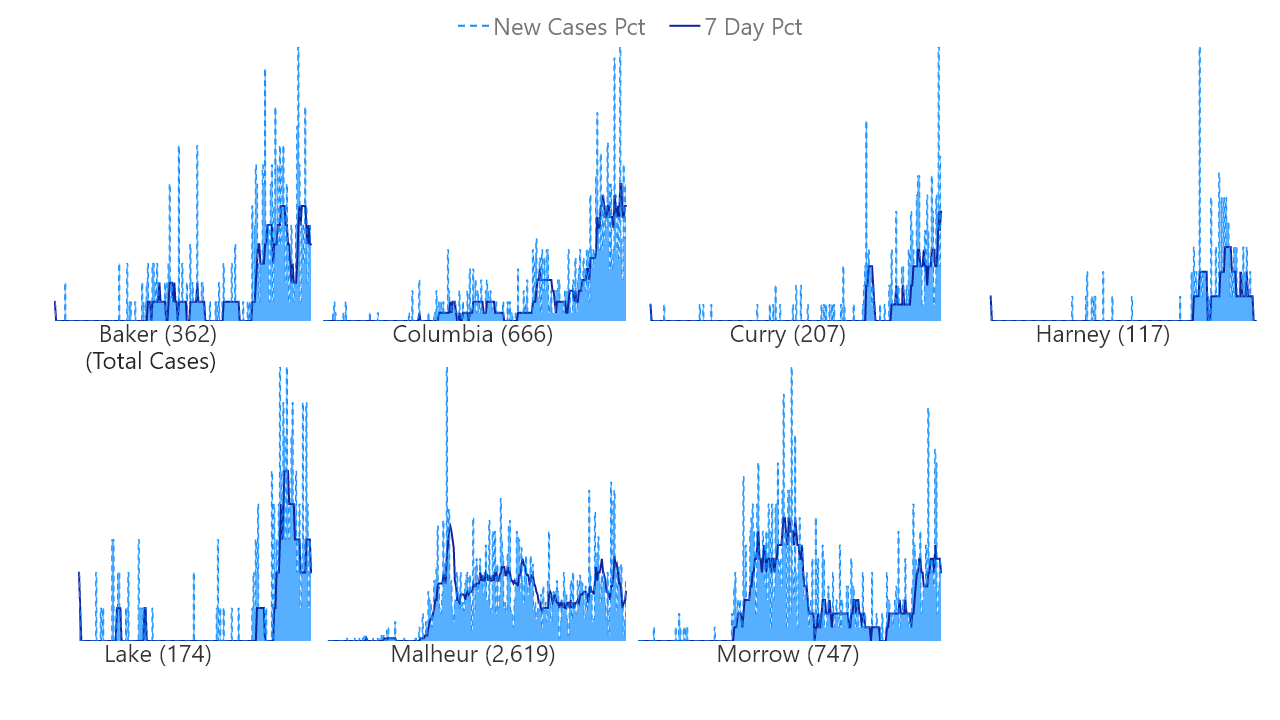 New Cases Pct 7 Day Pct
Baker (362) Columbia (666) Curry (207) Harney (117)
(Total Cases)
Lake (174) Malheur (2,619) Morrow (747)